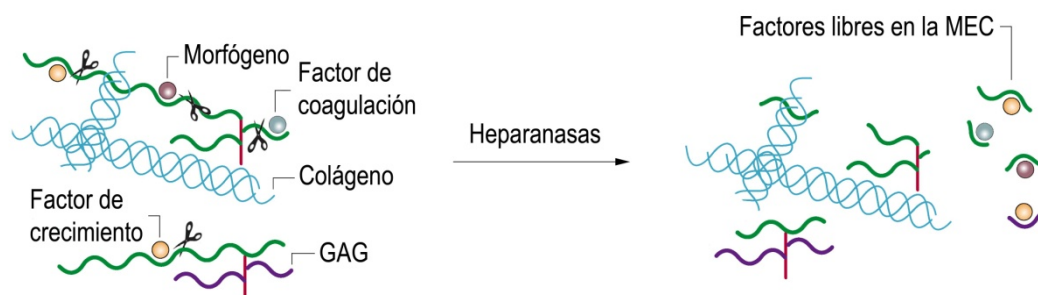 Morfógeno
Factor de
coagulación
Colágeno
Factor de
crecimiento
GAG
Heparanasas
Factores libres en la MEC